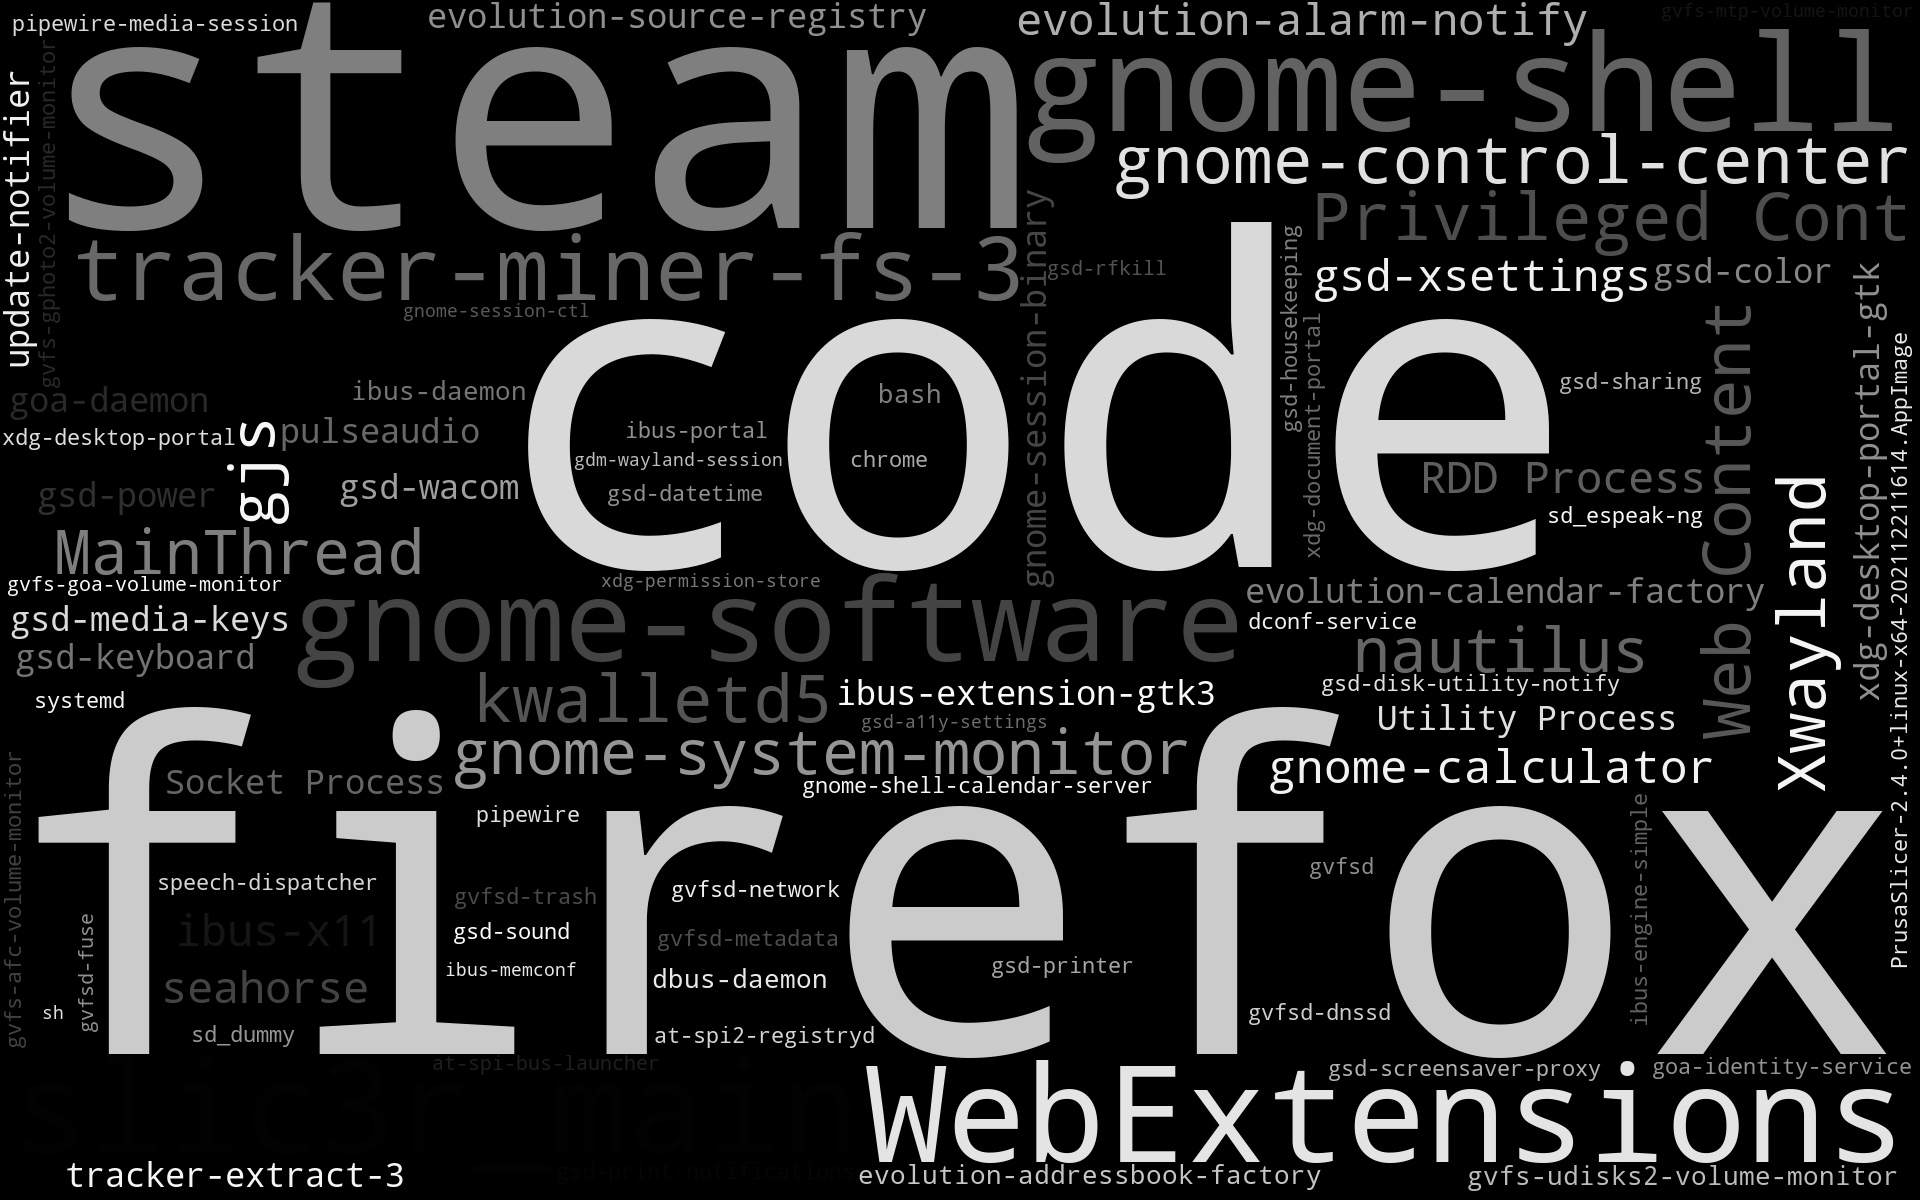 pipewire-media-session
evolution-source-registry
evolution-alarm-notify
gvfs-mtp-volume-monitor
steam
gnome-shell
update-notifier
gvfs-gphoto2-volume-monitor
gnome-control-center
Privileged Cont
tracker-miner-fs-3
gnome-session-binary
gsd-rfkill
gsd-housekeeping
gsd-xsettings
gsd-color
gnome-session-ctl
code
xdg-document-portal
Web Content
xdg-desktop-portal-gtk
PrusaSlicer-2.4.0+linux-x64-202112211614.AppImage
goa-daemon
ibus-daemon
bash
gsd-sharing
xdg-desktop-portal
gjs
pulseaudio
ibus-portal
gdm-wayland-session
chrome
gsd-power
gsd-wacom
gsd-datetime
RDD Process
sd_espeak-ng
Xwayland
MainThread
gvfs-goa-volume-monitor
xdg-permission-store
evolution-calendar-factory
gsd-media-keys
gnome-software
dconf-service
gsd-keyboard
nautilus
systemd
kwalletd5
ibus-extension-gtk3
gsd-disk-utility-notify
gsd-a11y-settings
Utility Process
gnome-system-monitor
gnome-calculator
Socket Process
gnome-shell-calendar-server
firefox
gvfs-afc-volume-monitor
pipewire
ibus-engine-simple
speech-dispatcher
gvfsd-trash
gvfsd-network
gvfsd
gvfsd-fuse
ibus-x11
gsd-sound
gvfsd-metadata
seahorse
ibus-memconf
dbus-daemon
gsd-printer
sh
sd_dummy
at-spi2-registryd
gvfsd-dnssd
at-spi-bus-launcher
gsd-screensaver-proxy
goa-identity-service
slic3r_main
WebExtensions
tracker-extract-3
gsd-print-notifications
evolution-addressbook-factory
gvfs-udisks2-volume-monitor